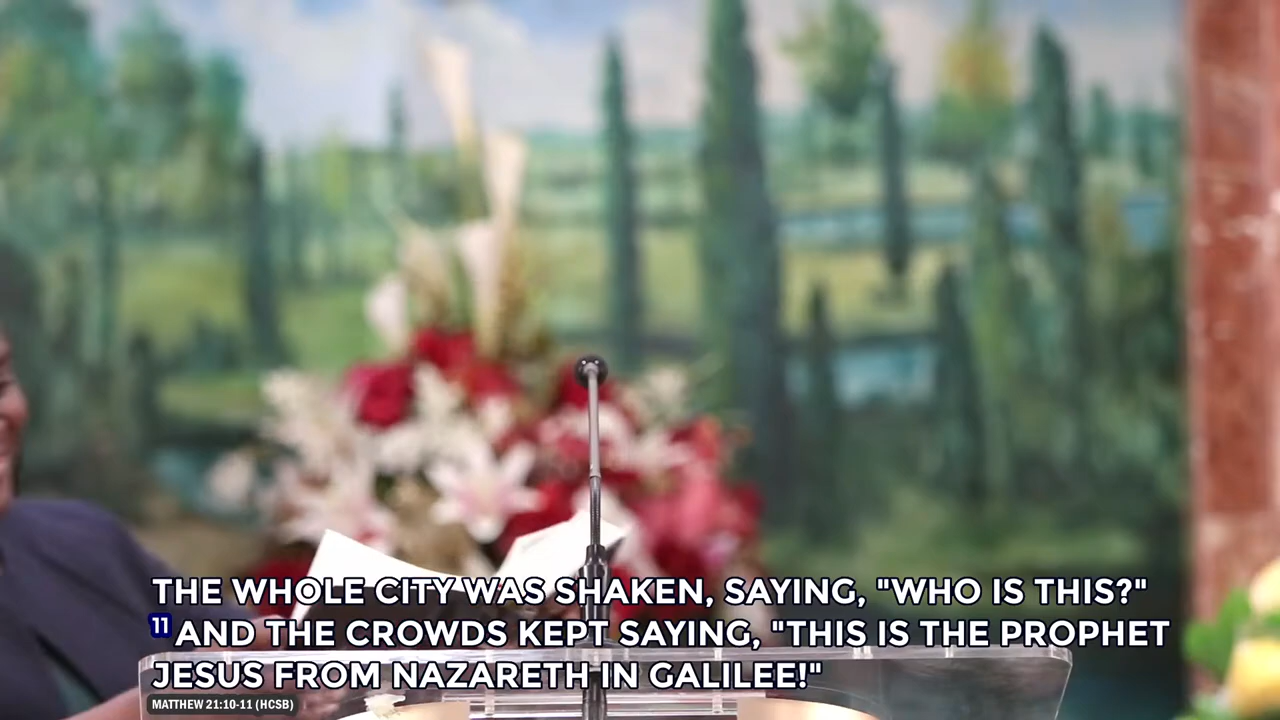 THE WHOLE CITY WAS SHAKEN, SAYING, "WHO IS THIS?"
11 AND THE CROWDS KEPT SAYING, "THIS IS THE PROPHET
JESUS FROM NAZARETH IN GALILEE!"
MATTHEW 21:10-11 (HCSB)